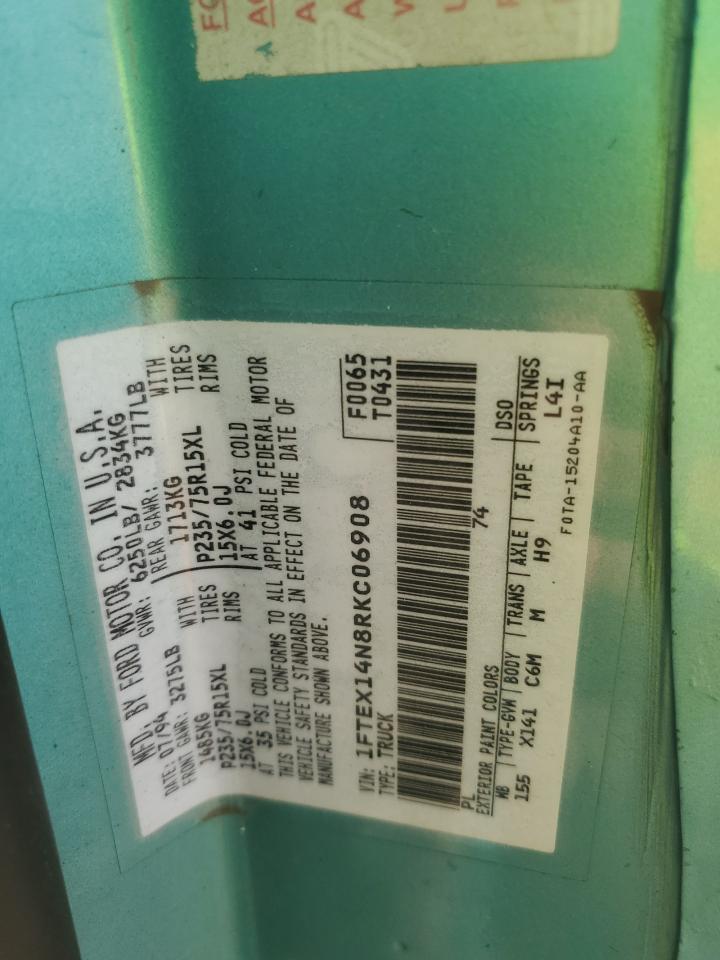 MFD. BY FORD MOTOR CO. IN U.S.A.
DATE: 07/94 GVWR: 6250LB/ 2834KG
FRONT GAWR: 3275LB REAR GAWR: 3777LB
1485KG WITH 1713KG WITH
P235/75R15XL TIRES P235/75R15XL TIRES
15X6.0J RIMS 15X6.0J RIMS
AT 35 PSI COLD AT 41 PSI COLD
THIS VEHICLE CONFORMS TO ALL APPLICABLE FEDERAL MOTOR
VEHICLE SAFETY STANDARDS IN EFFECT ON THE DATE OF
MANUFACTURE SHOWN ABOVE.
F0065
T0431
VIN: 1FTEX14N8RKC06908
TYPE: TRUCK
PL 74
EXTERIOR PAINT COLORS DSO
WB TYPE-GVW BODY TRANS AXLE TAPE SPRINGS
155 X141 C6M M H9 L4I
F0TA-15204A10-AA